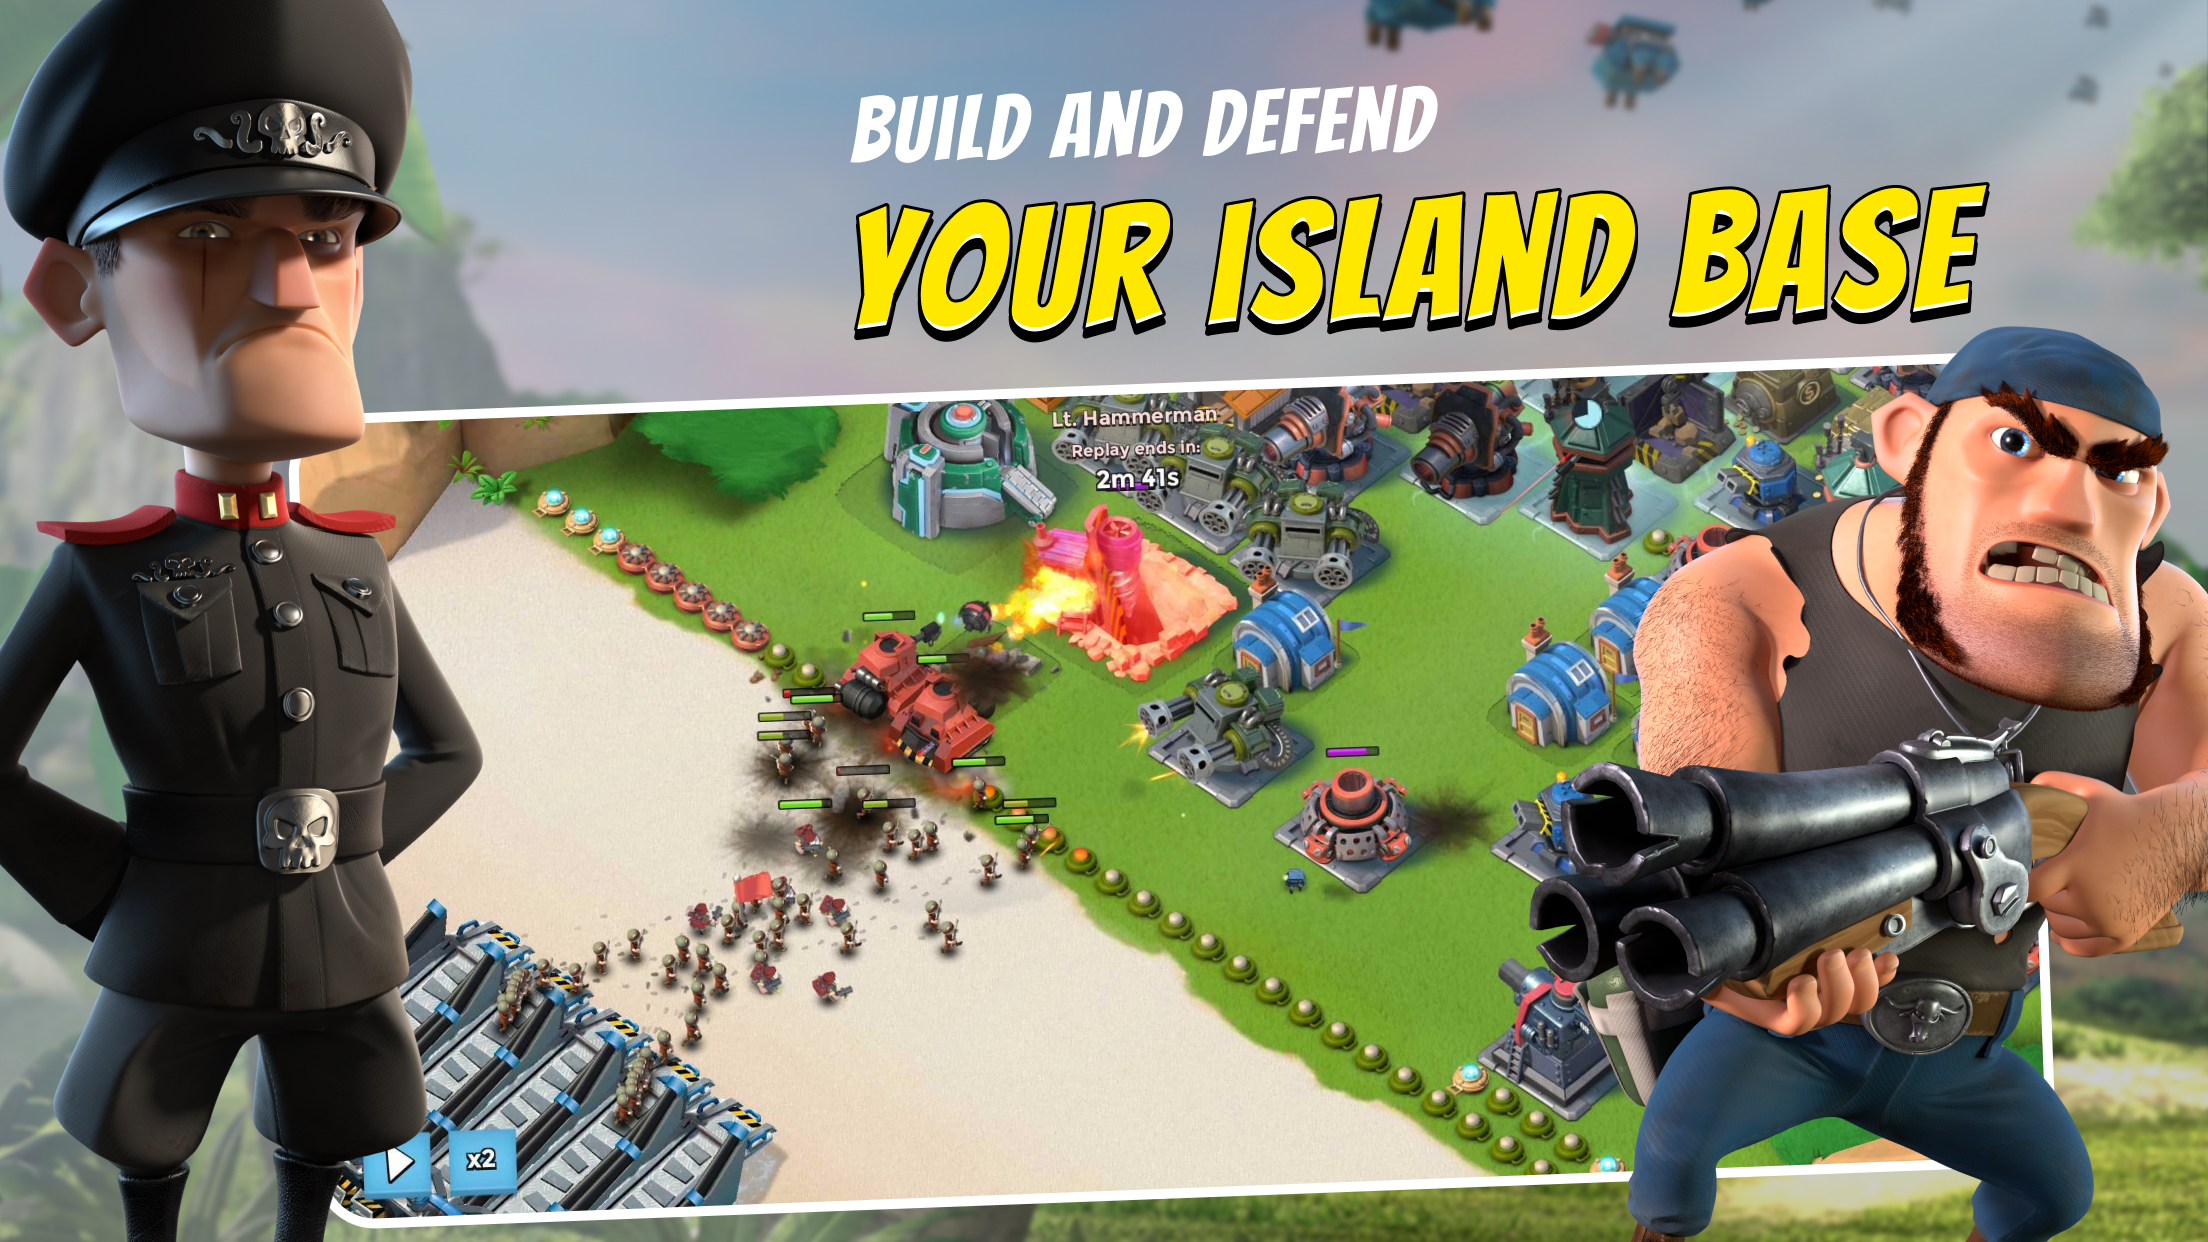 BUILD AND DEFEND
YOUR ISLAND BASE
Lt. Hammerman
Replay ends in:
2m 41s
x2